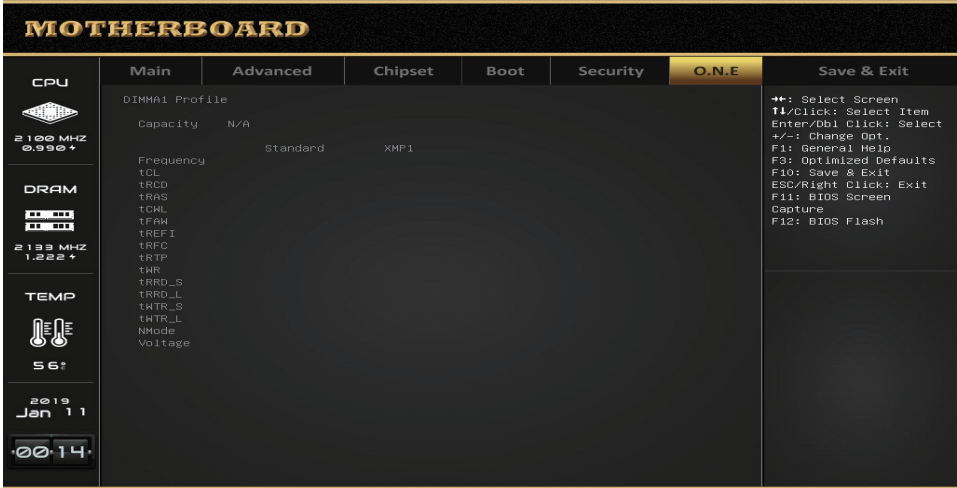 MOTHERBOARD
Main Advanced Chipset Boot Security O.N.E Save & Exit
CPU
2100 MHZ
0.990
DRAM
2133 MHZ
1.222
TEMP
56°C
2019
Jan 11
00:14
DIMMA1 Profile
Capacity N/A
Standard XMP1
Frequency
tCL
tRCD
tRAS
tCWL
tFAW
tREFI
tRFC
tRTP
tWR
tRRD_S
tRRD_L
tWTR_S
tWTR_L
NMode
Voltage
→←: Select Screen
↑↓/Click: Select Item
Enter/Dbl Click: Select
+/-: Change Opt.
F1: General Help
F3: Optimized Defaults
F10: Save & Exit
ESC/Right Click: Exit
F11: BIOS Screen
Capture
F12: BIOS Flash